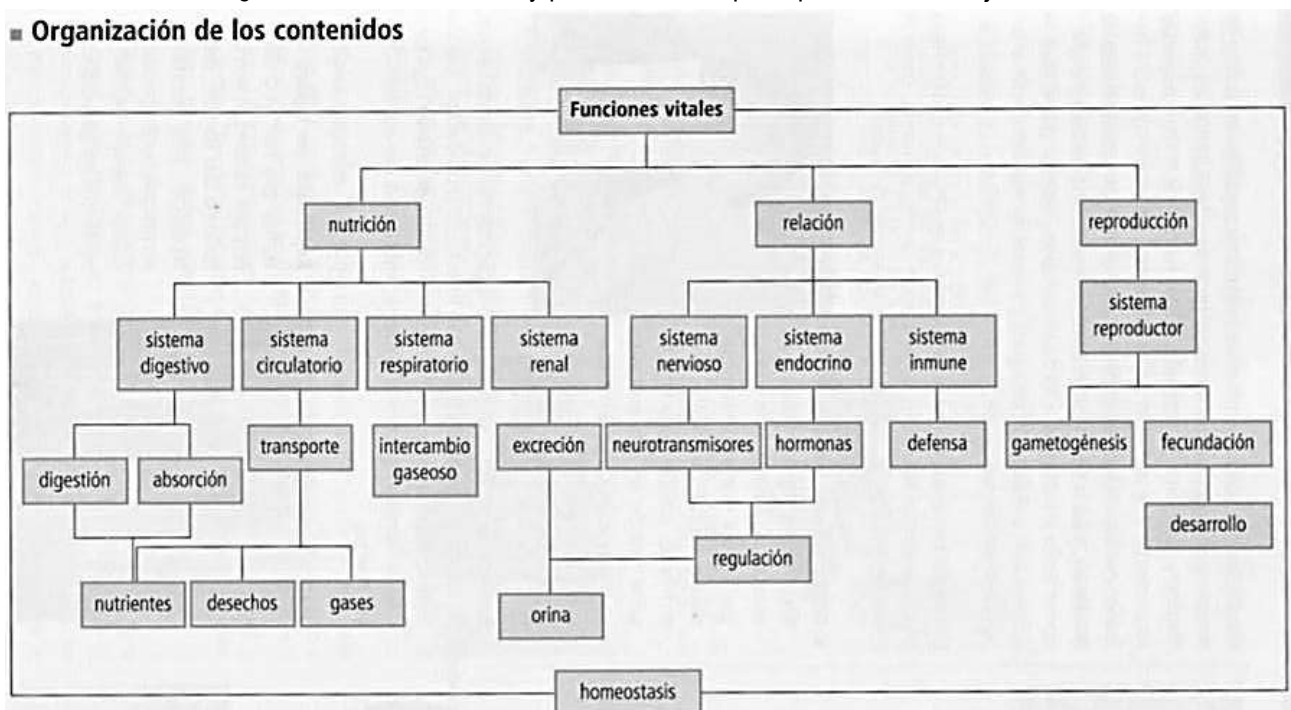 Organización de los contenidos
Funciones vitales
nutrición
relación
reproducción
sistema
digestivo
sistema
circulatorio
sistema
respiratorio
sistema
renal
sistema
nervioso
sistema
endocrino
sistema
inmune
sistema
reproductor
digestión
absorción
transporte
intercambio
gaseoso
excreción
neurotransmisores
hormonas
defensa
gametogénesis
fecundación
desarrollo
regulación
nutrientes
desechos
gases
orina
homeostasis